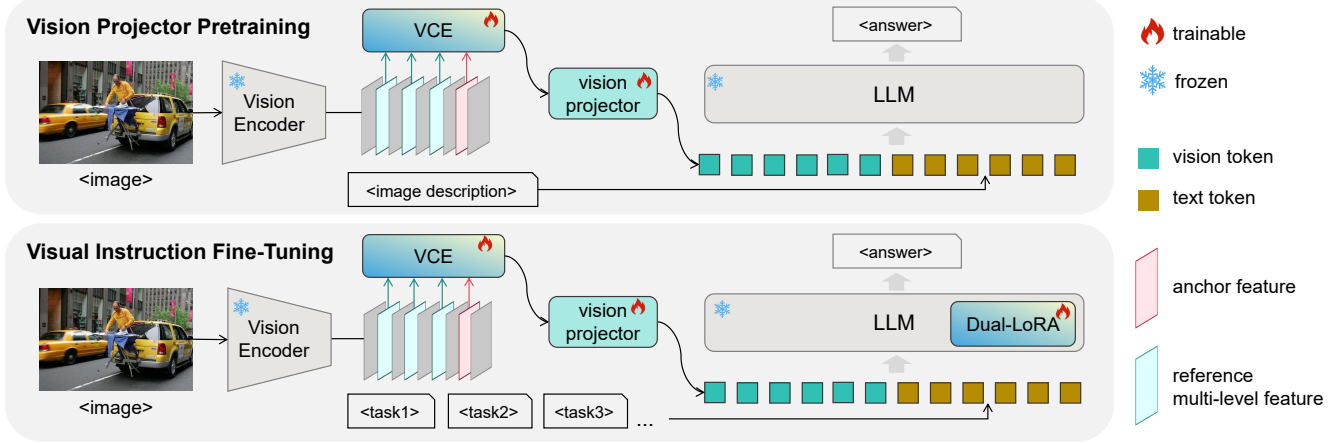 Vision Projector Pretraining
<image>
Vision
Encoder
VCE
vision
projector
<image description>
<answer>
LLM
trainable
frozen
vision token
text token
anchor feature
reference
multi-level feature
Visual Instruction Fine-Tuning
<image>
Vision
Encoder
VCE
vision
projector
<task1>
<task2>
<task3>
...
<answer>
LLM
Dual-LoRA